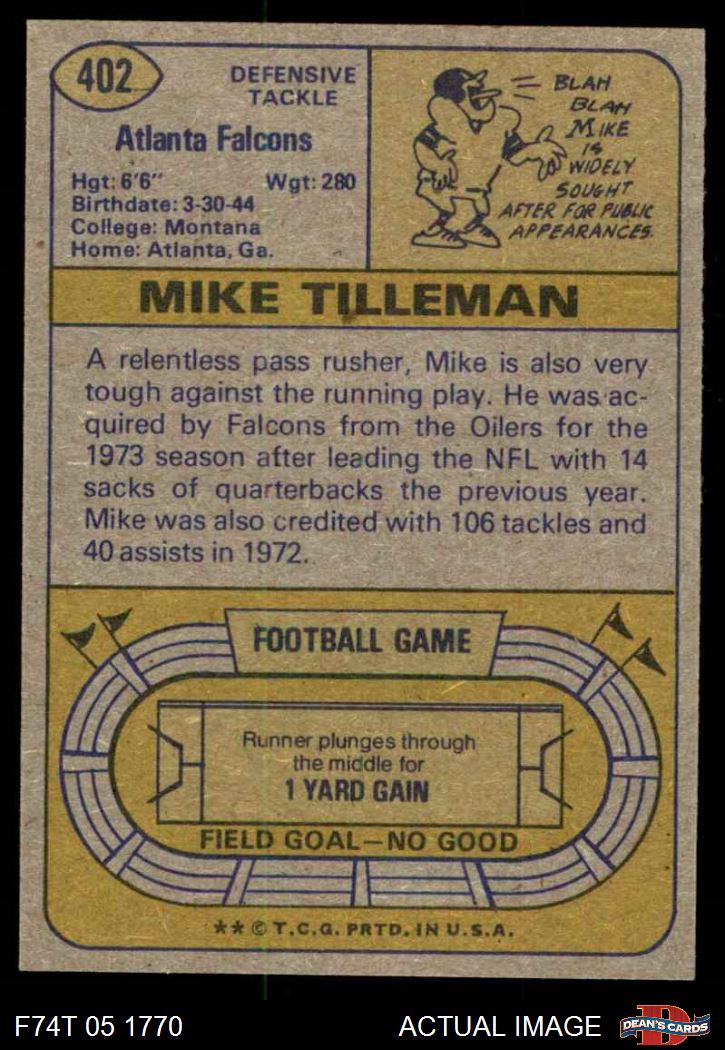 402
DEFENSIVE
TACKLE
Atlanta Falcons
Hgt: 6'6" Wgt: 280
Birthdate: 3-30-44
College: Montana
Home: Atlanta, Ga.
BLAH
BLAH
MIKE
IS
WIDELY
SOUGHT
AFTER FOR PUBLIC
APPEARANCES.
MIKE TILLEMAN
A relentless pass rusher, Mike is also very
tough against the running play. He was ac-
quired by Falcons from the Oilers for the
1973 season after leading the NFL with 14
sacks of quarterbacks the previous year.
Mike was also credited with 106 tackles and
40 assists in 1972.
FOOTBALL GAME
Runner plunges through
the middle for
1 YARD GAIN
FIELD GOAL—NO GOOD
** © T.C.G. PRTD. IN U.S.A.
F74T 05 1770 ACTUAL IMAGE
D
DEAN'S CARDS